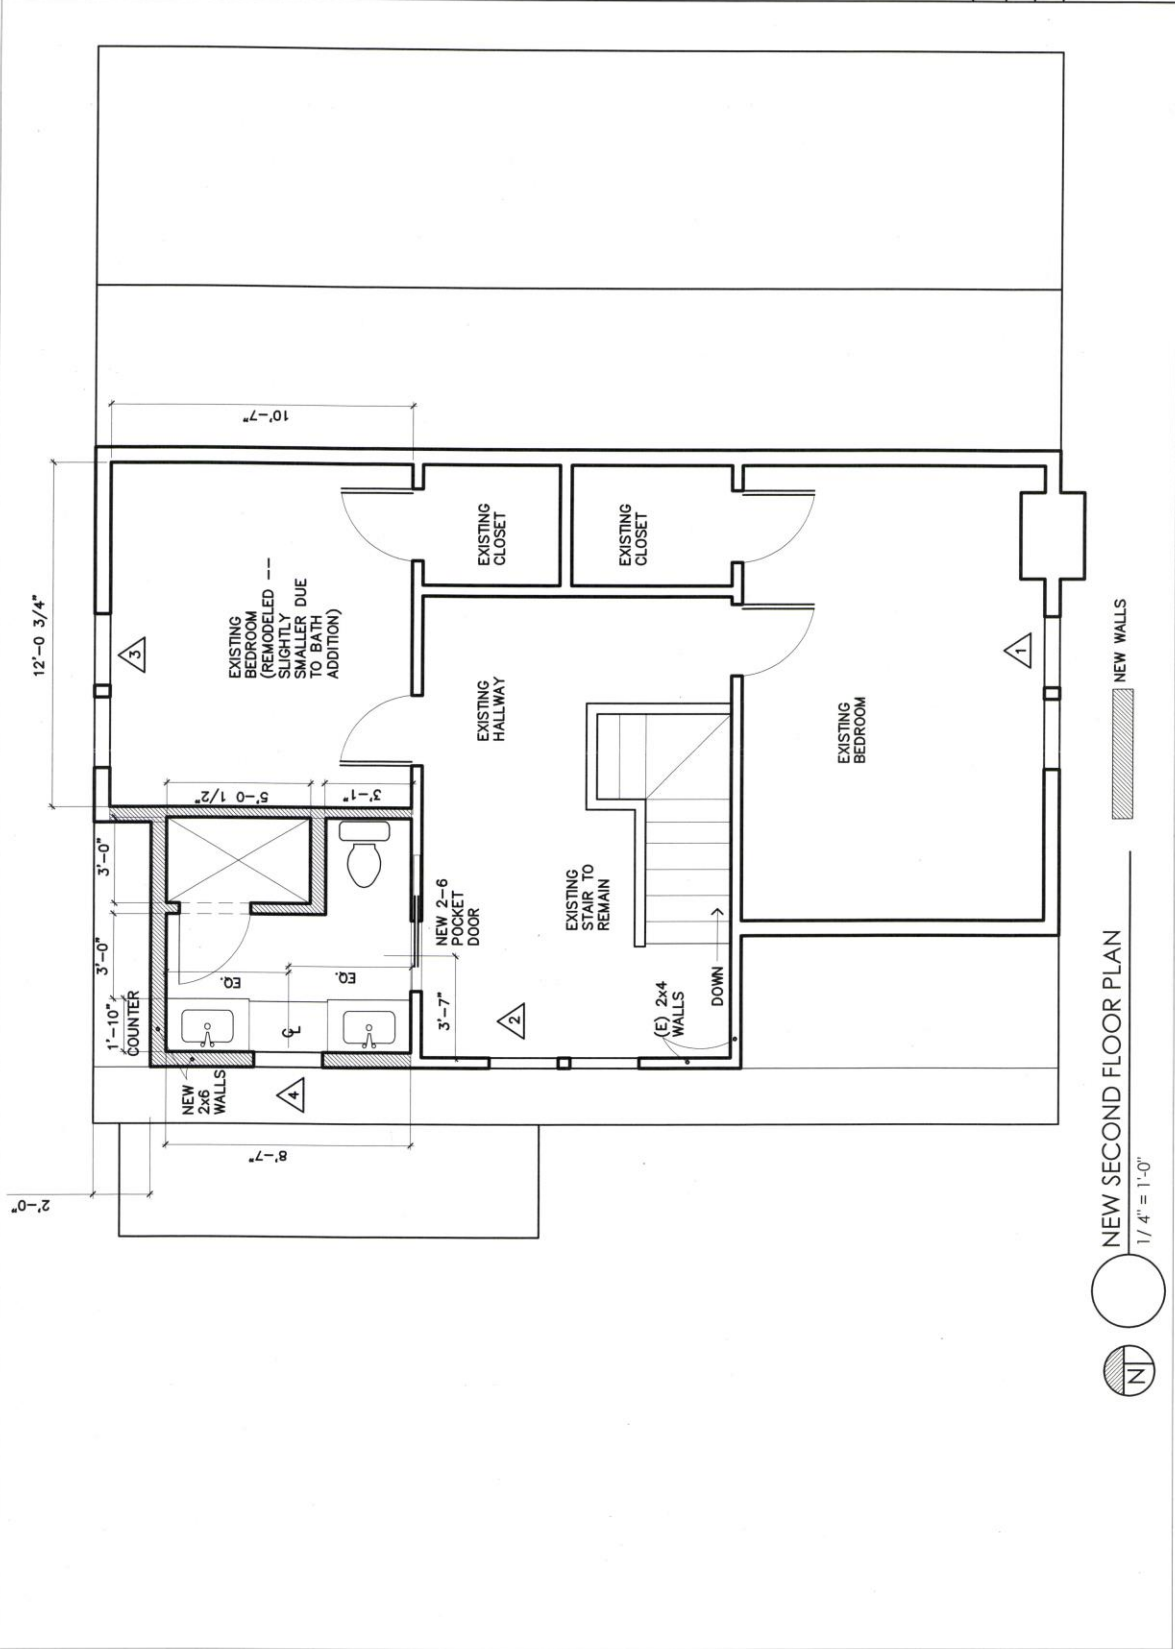 12'-0 3/4"
10'-7"
3
EXISTING
BEDROOM
(REMODELED --
SLIGHTLY
SMALLER DUE
TO BATH
ADDITION)
EXISTING
CLOSET
EXISTING
CLOSET
EXISTING
HALLWAY
EXISTING
BEDROOM
1
5'-0 1/2"
3'-1"
3'-0"
3'-0"
1'-10"
COUNTER
EQ.
EQ.
CL
NEW 2-6
POCKET
DOOR
3'-7"
EXISTING
STAIR TO
REMAIN
DOWN
(E) 2x4
WALLS
2
NEW
2x6
WALLS
4
8'-7"
2'-0"
NEW WALLS
NEW SECOND FLOOR PLAN
1/ 4" = 1'-0"
N